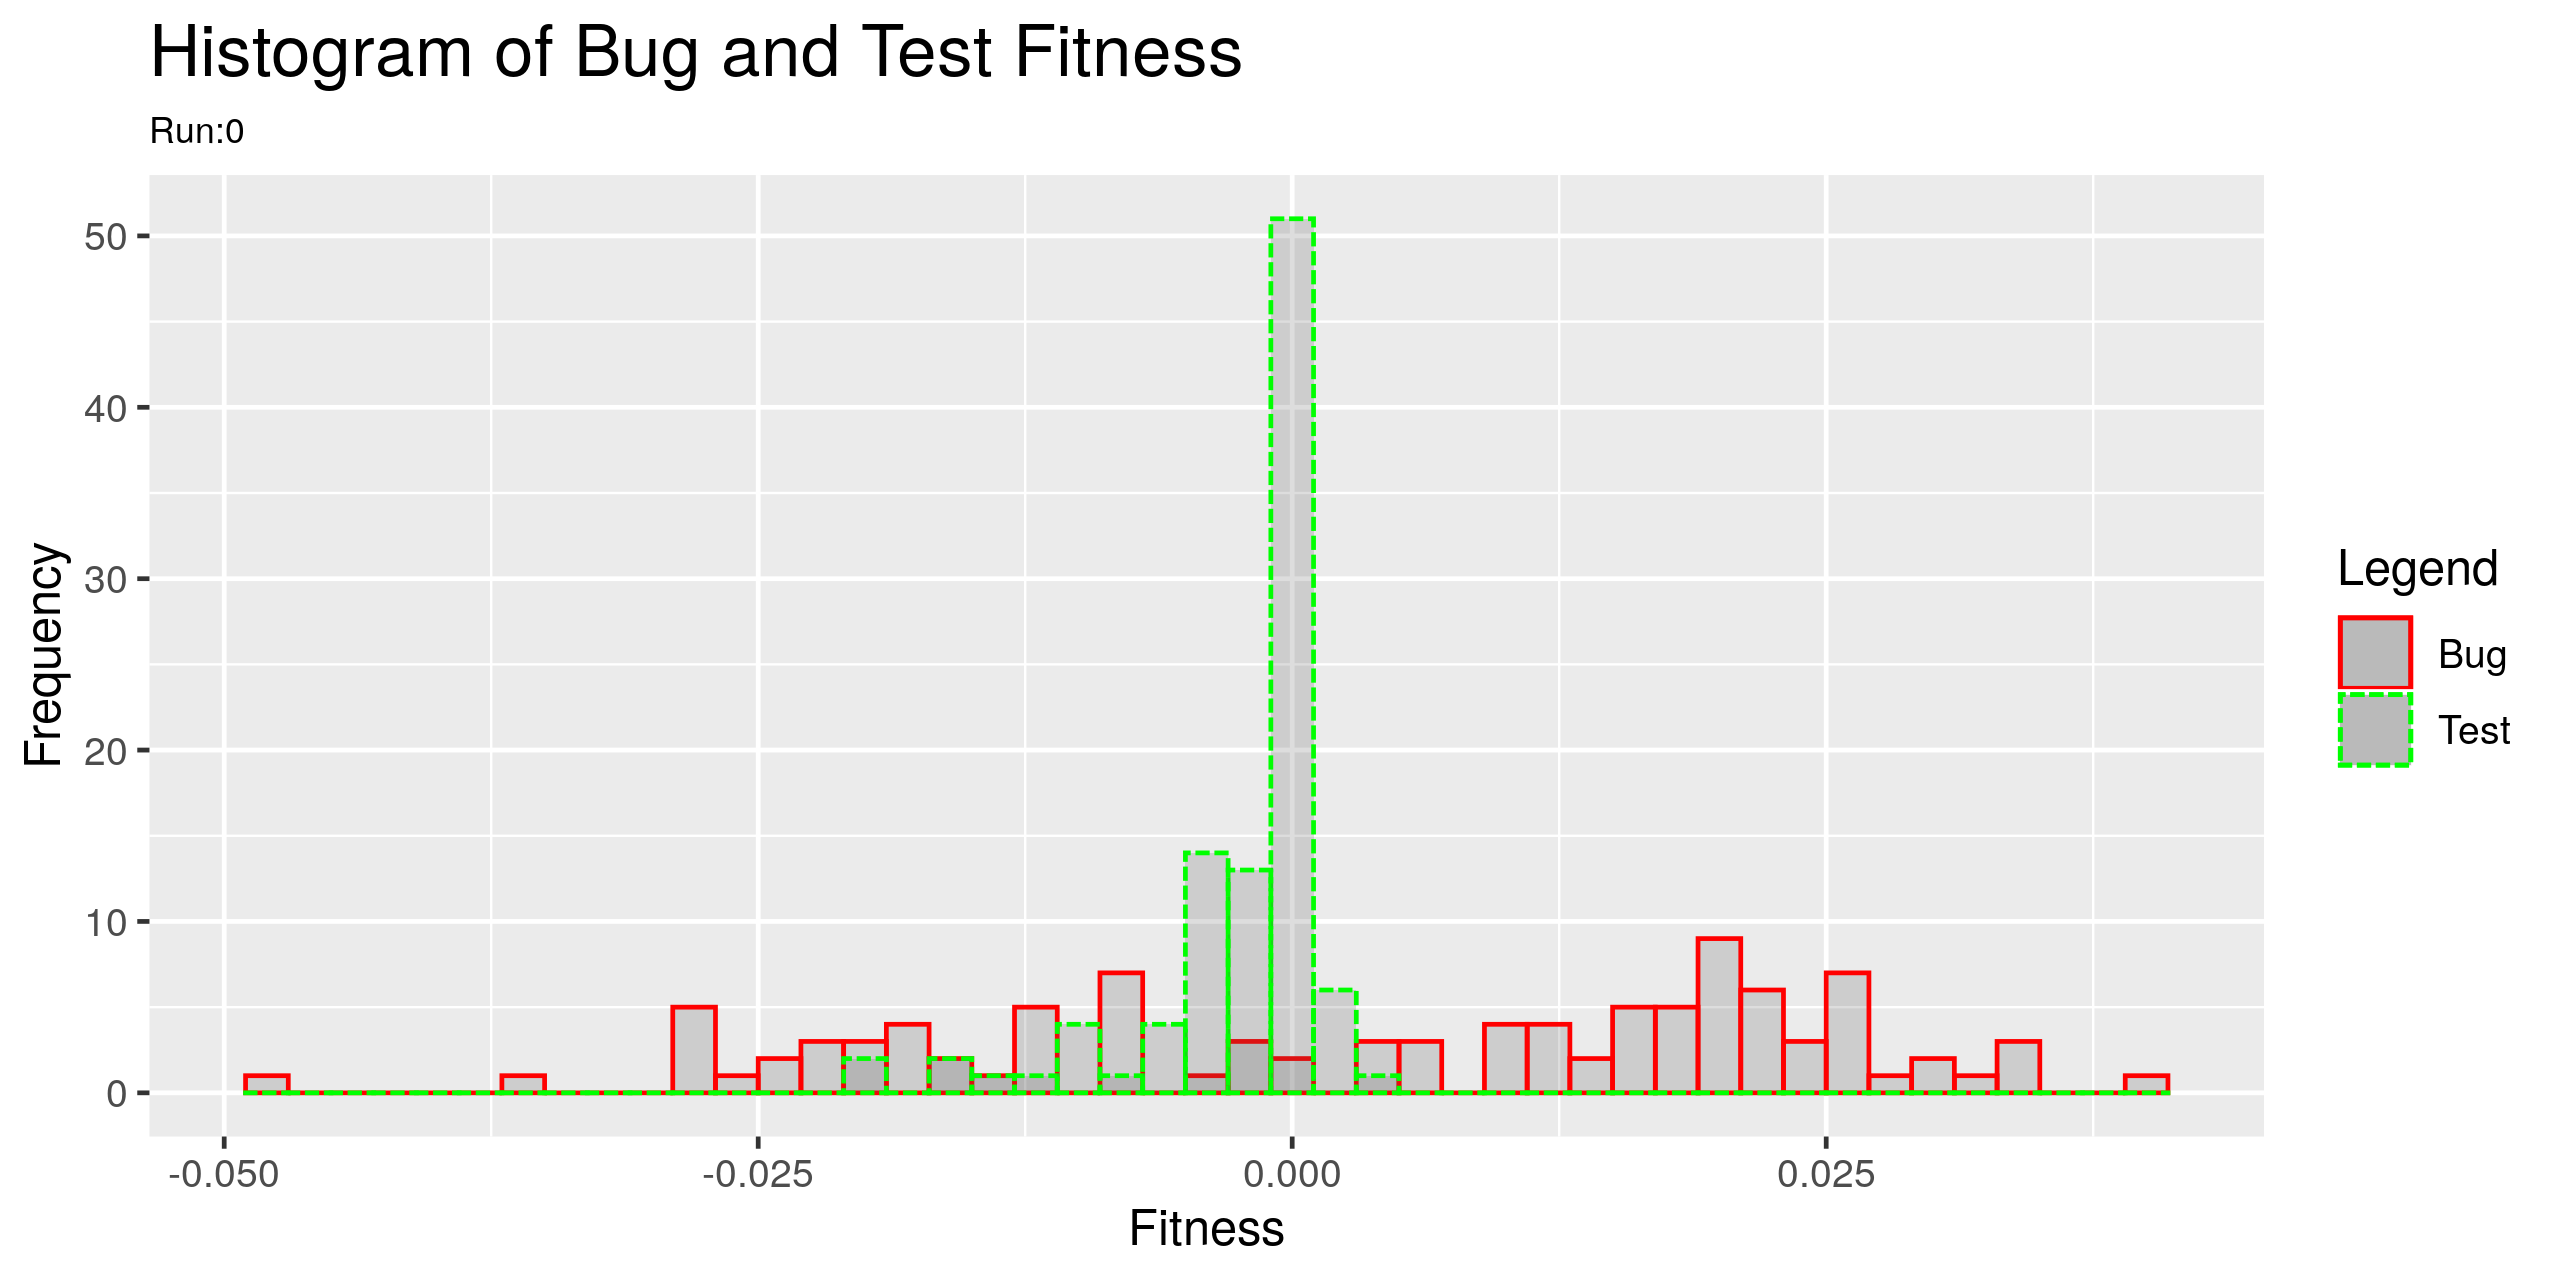 Histogram of Bug and Test Fitness
Run:0
50
40
30
20
10
0
Frequency
-0.050 -0.025 0.000 0.025
Fitness
Legend
Bug
Test